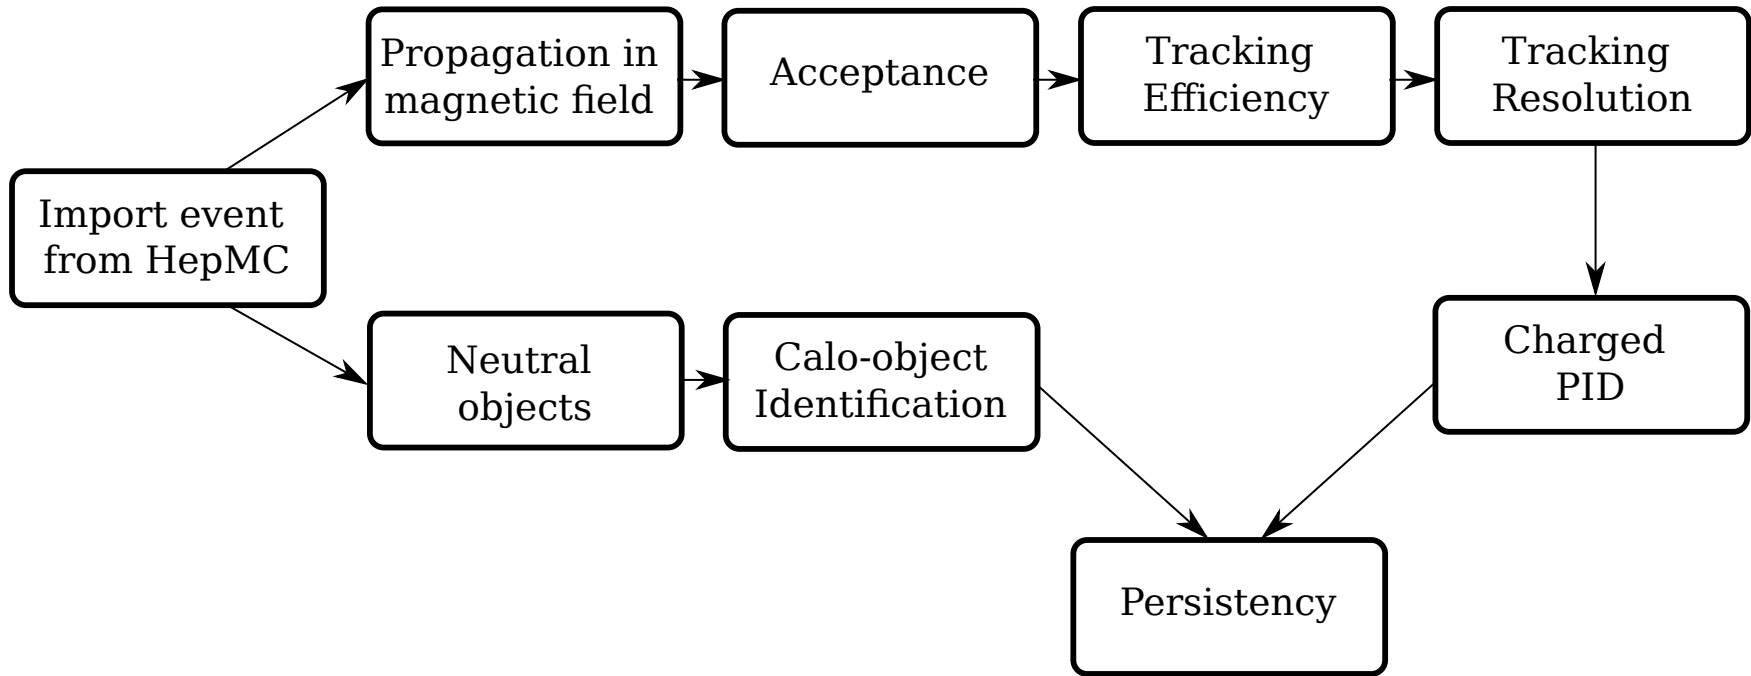 Propagation in
magnetic field
Acceptance
Tracking
Efficiency
Tracking
Resolution
Import event
from HepMC
Neutral
objects
Calo-object
Identification
Charged
PID
Persistency